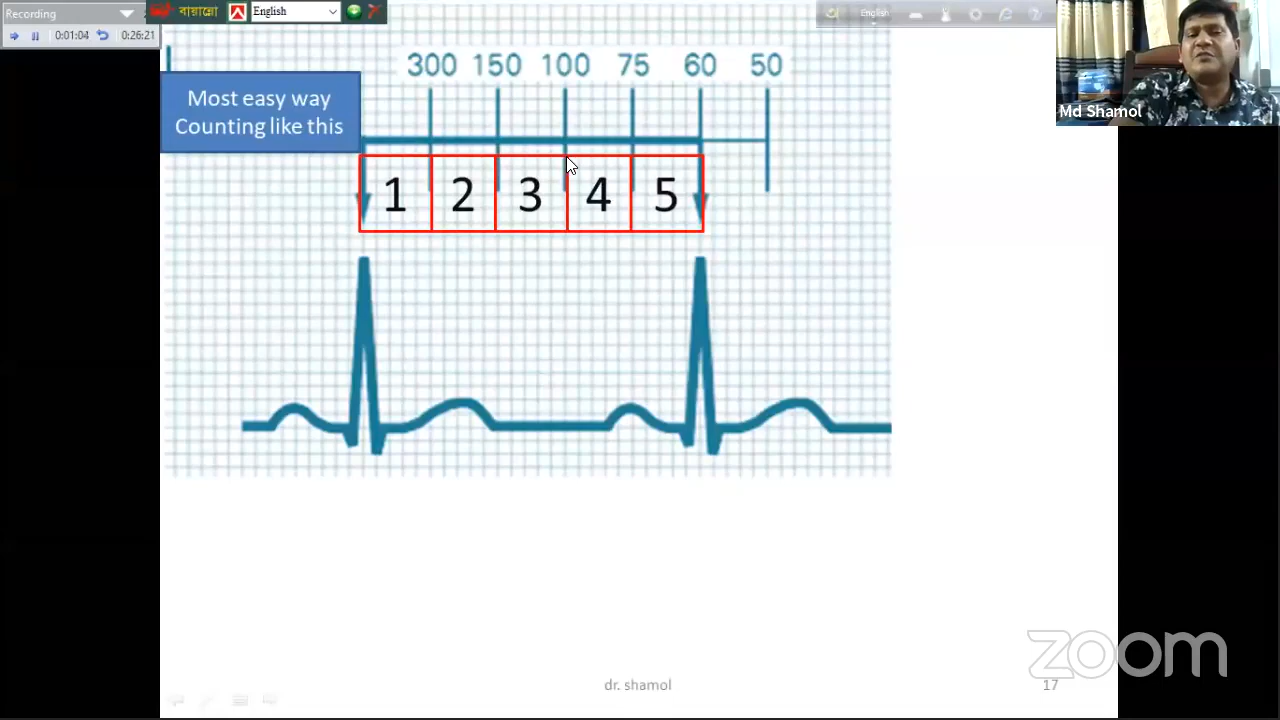 Recording
বায়ান্নো
English
0:01:04
0:26:21
English
Md Shamol
300 150 100 75 60 50
Most easy way
Counting like this
1 2 3 4 5
zoom
dr. shamol
17